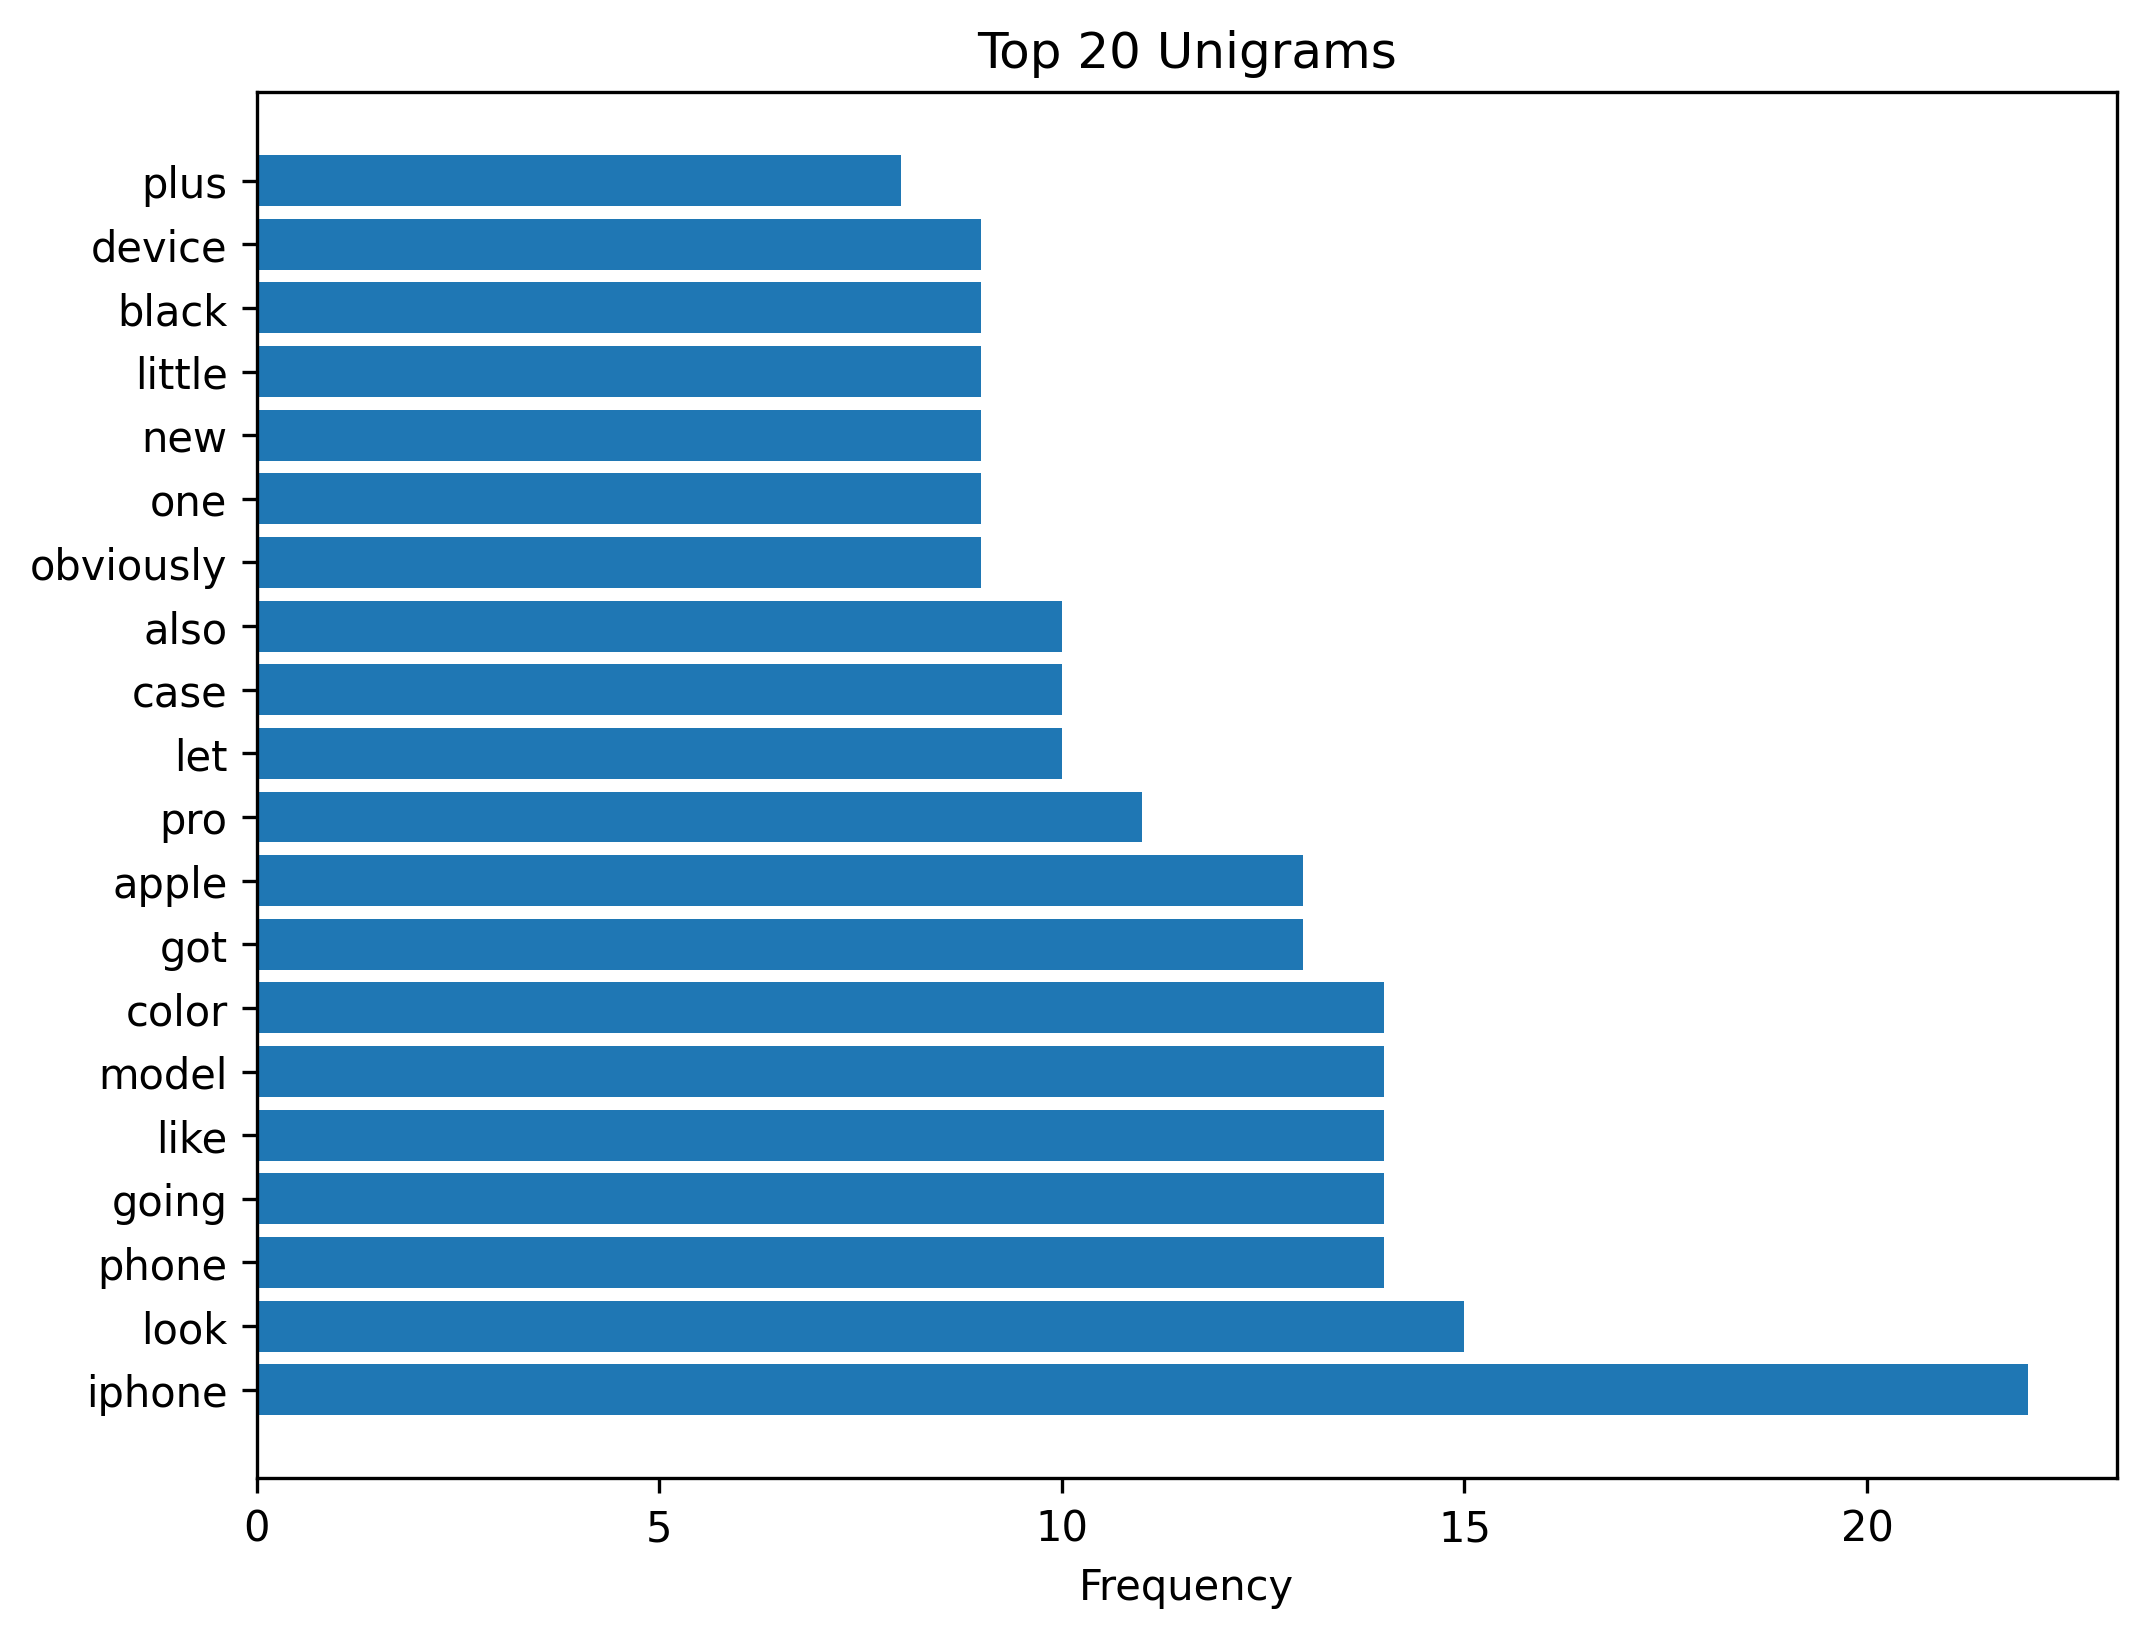 Top 20 Unigrams
plus
device
black
little
new
one
obviously
also
case
let
pro
apple
got
color
model
like
going
phone
look
iphone
0 5 10 15 20
Frequency